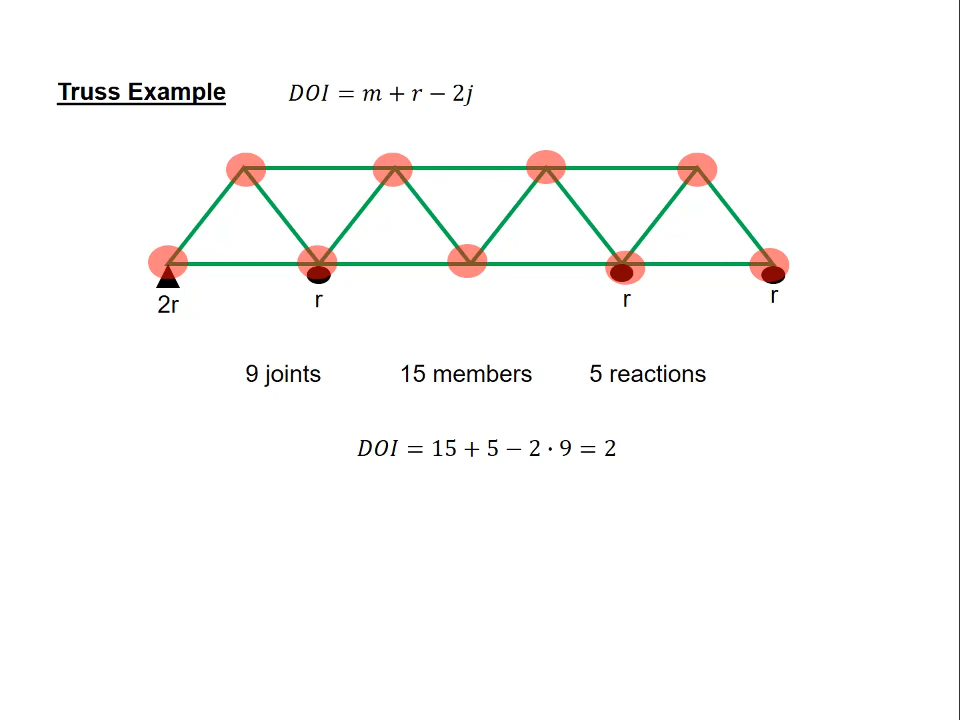 Truss Example
𝐷𝑂𝐼 = 𝑚 + 𝑟 − 2𝑗
2r
r
r
r
9 joints
15 members
5 reactions
𝐷𝑂𝐼 = 15 + 5 − 2 · 9 = 2